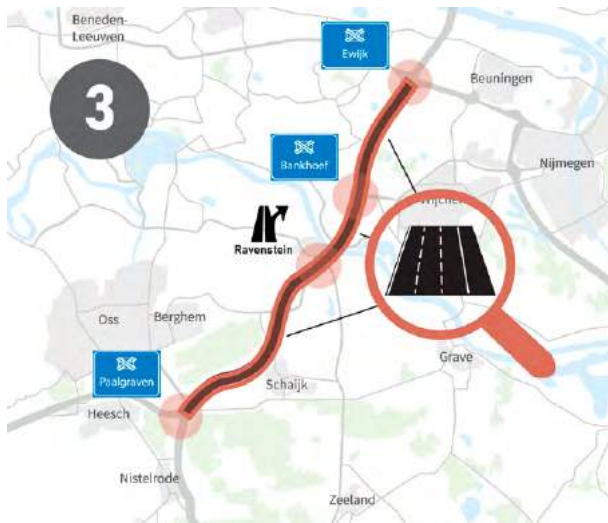 Beneden-
Leeuwen
Ewijk
3
Beuningen
Bankhoef
Nijmegen
Ravenstein
Oss
Berghem
Paalgraven
Grave
Schaijk
Heesch
Nistelrode
Zeeland